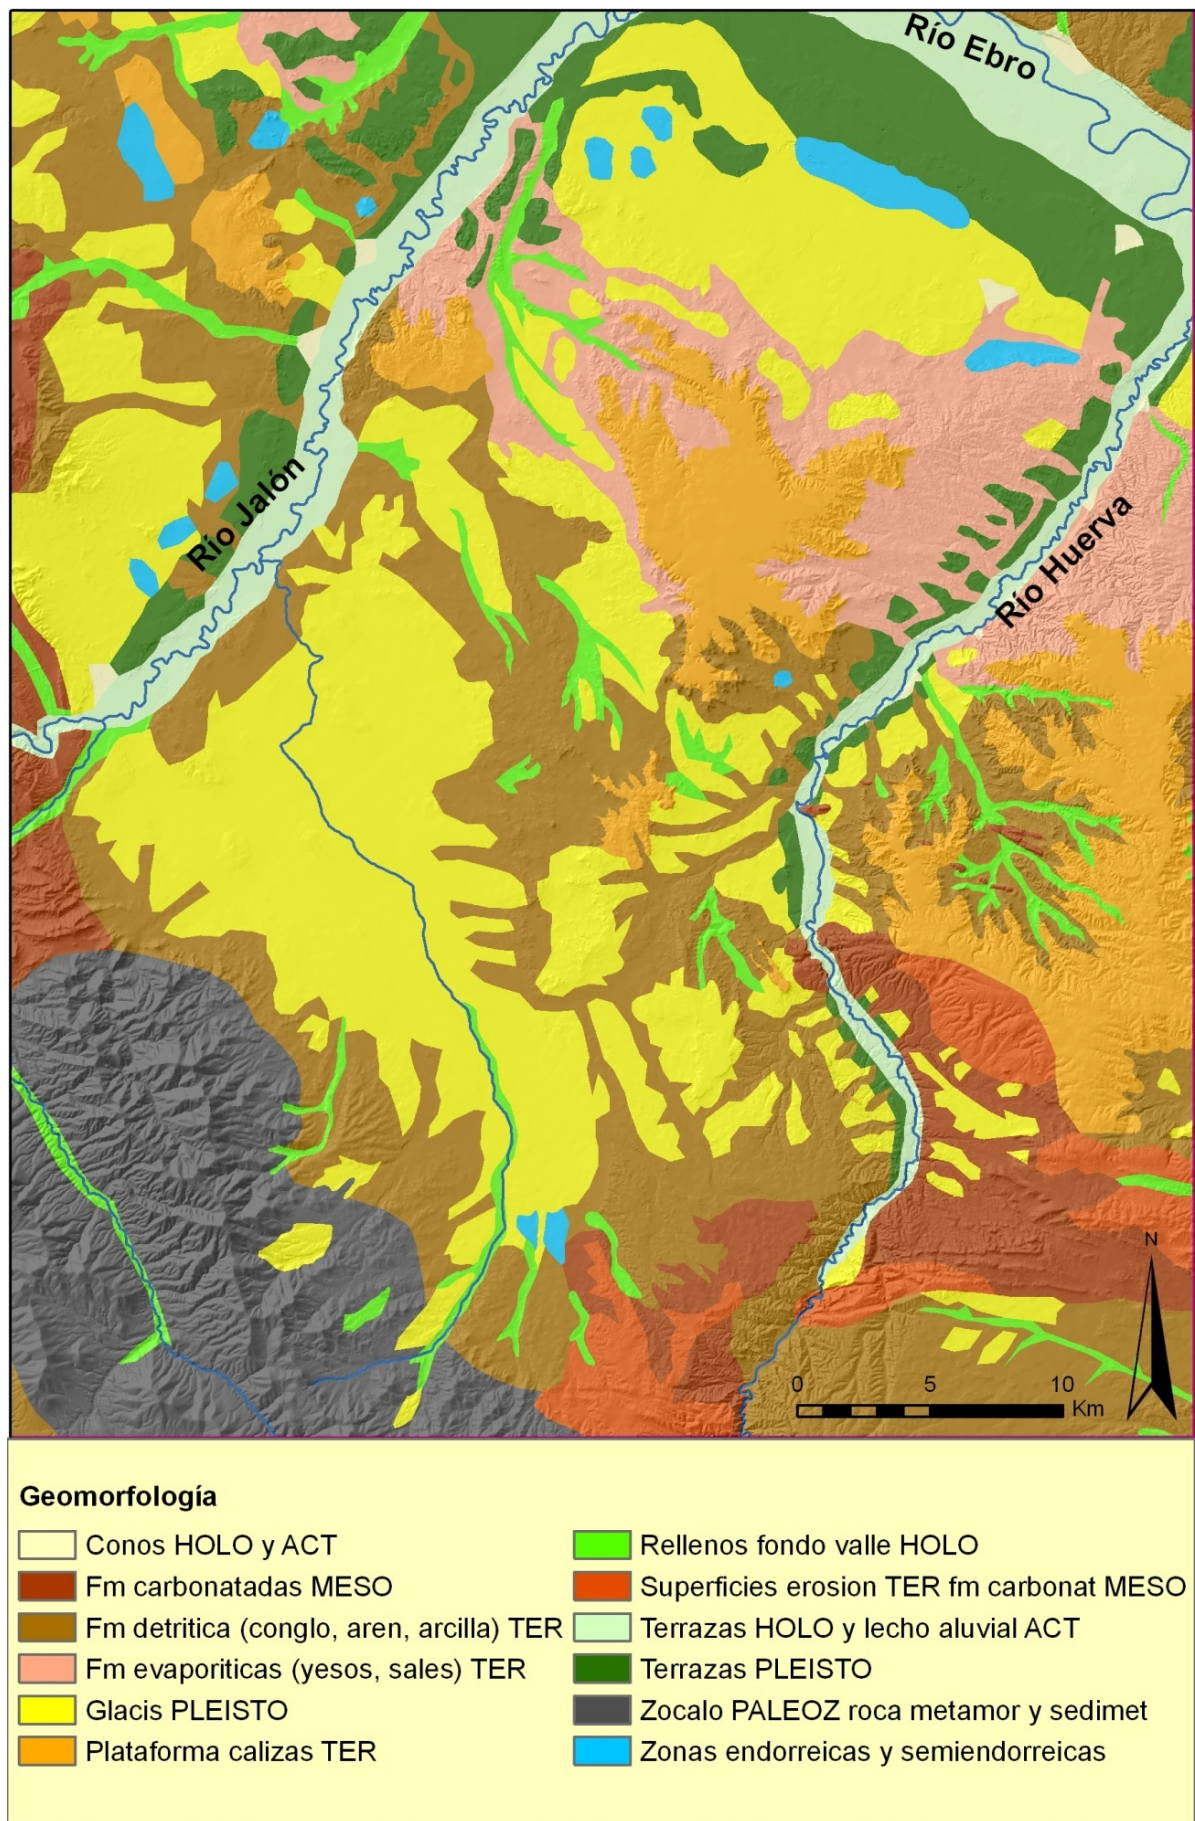 Río Ebro
Río Jalón
Río Huerva
N
0 5 10
Km
Geomorfología
Conos HOLO y ACT
Fm carbonatadas MESO
Fm detritica (conglo, aren, arcilla) TER
Fm evaporiticas (yesos, sales) TER
Glacis PLEISTO
Plataforma calizas TER
Rellenos fondo valle HOLO
Superficies erosion TER fm carbonat MESO
Terrazas HOLO y lecho aluvial ACT
Terrazas PLEISTO
Zocalo PALEOZ roca metamor y sedimet
Zonas endorreicas y semiendorreicas